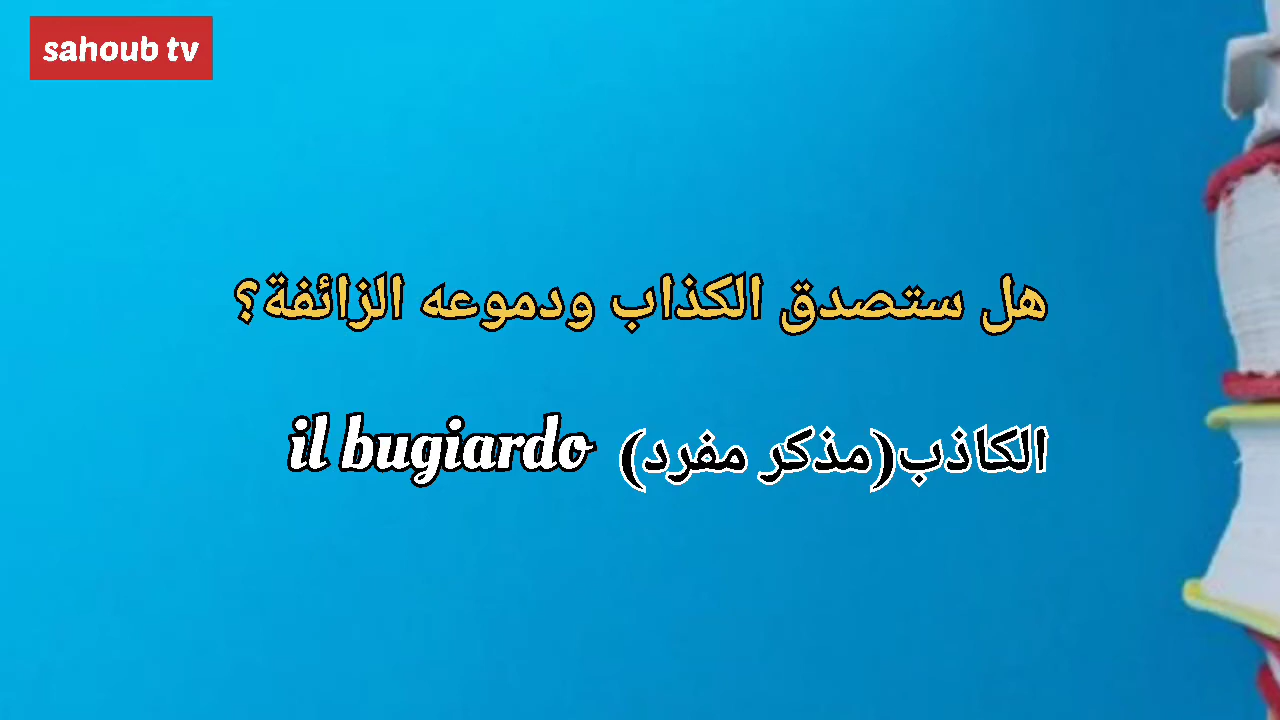 sahoub tv
هل ستصدق الكذاب ودموعه الزائفة؟
الكاذب(مذكر مفرد) il bugiardo